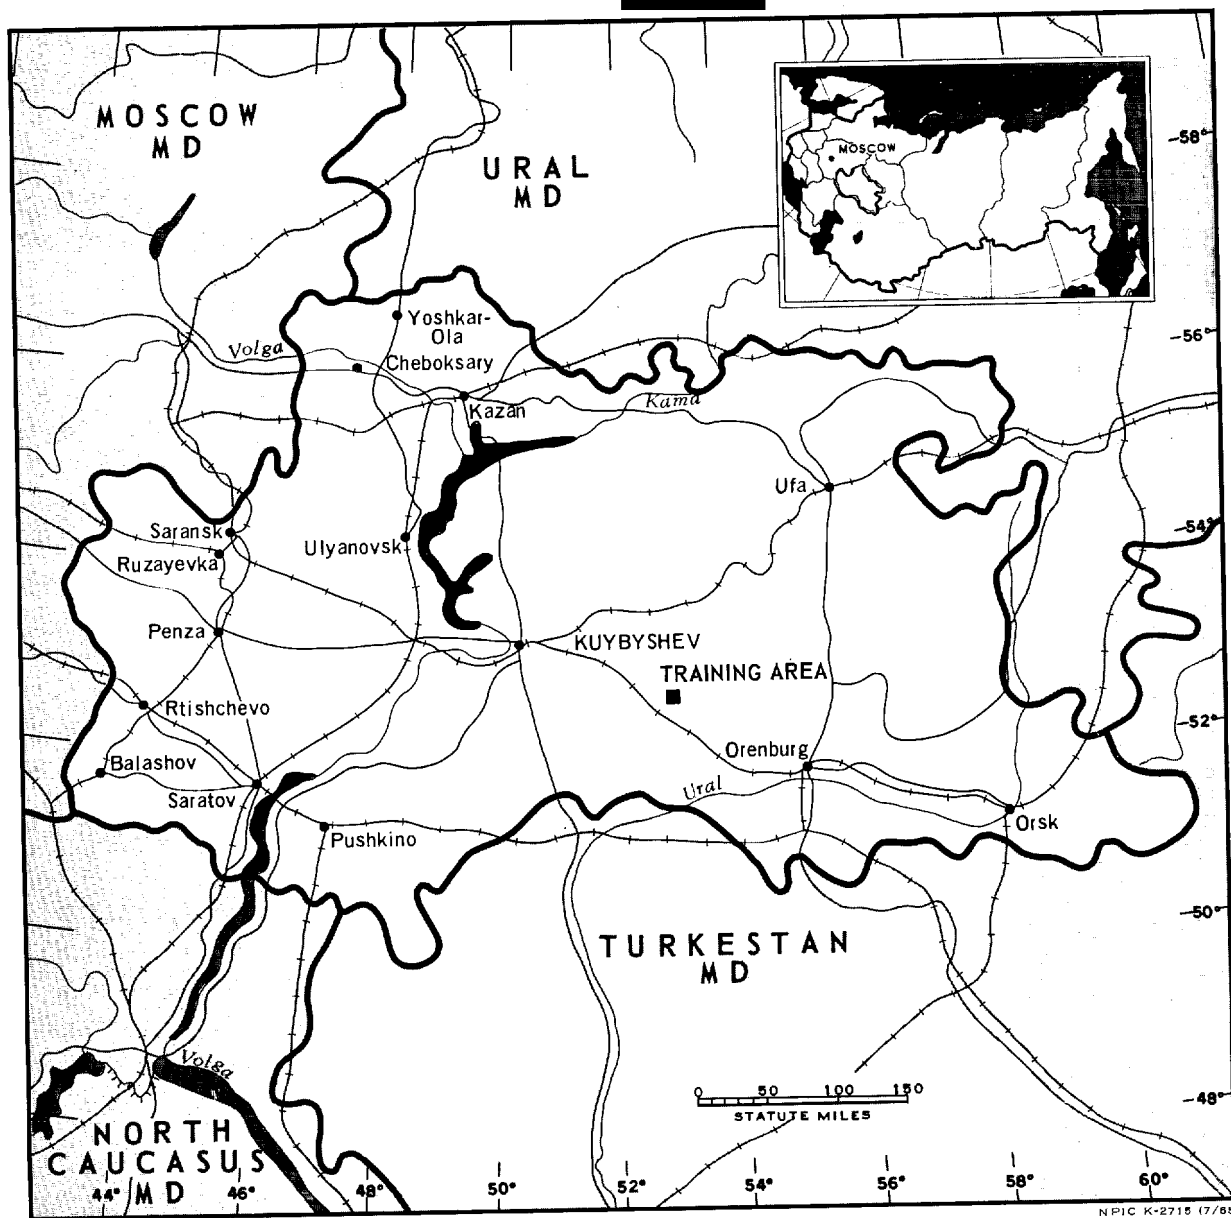 MOSCOW
MD
URAL
MD
MOSCOW
58°
56°
54°
52°
50°
48°
Yoshkar-
Ola
Volga
Cheboksary
Kazan
Kama
Ufa
Saransk
Ulyanovsk
Ruzayevka
Penza
KUYBYSHEV
TRAINING AREA
Rtishchevo
Balashov
Orenburg
Saratov
Ural
Orsk
Pushkino
TURKESTAN
MD
Volga
0 50 100 150
STATUTE MILES
NORTH
CAUCASUS
MD
44° 46° 48° 50° 52° 54° 56° 58° 60°
NPIC K-2715